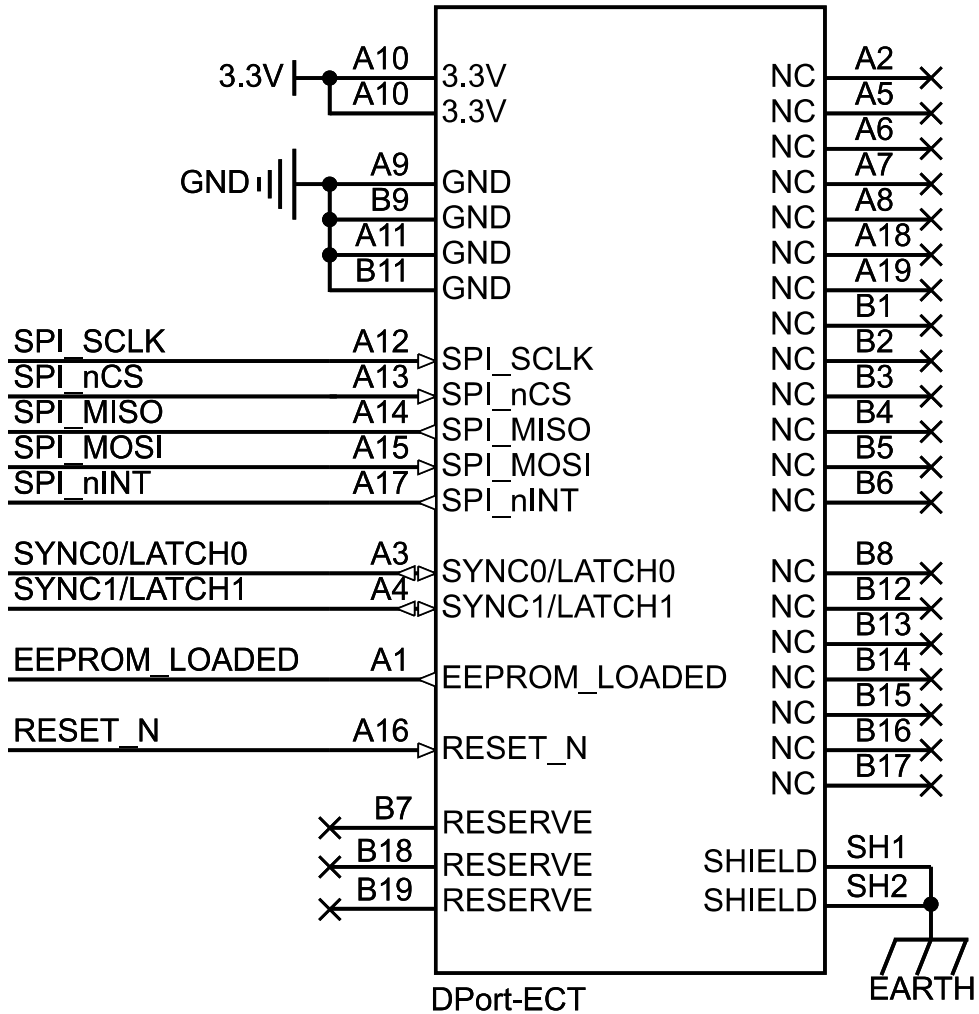 3.3V A10 3.3V NC A2
A10 3.3V NC A5
NC A6
GND A9 GND NC A7
B9 GND NC A8
A11 GND NC A18
B11 GND NC A19
NC B1
SPI_SCLK A12 SPI_SCLK NC B2
SPI_nCS A13 SPI_nCS NC B3
SPI_MISO A14 SPI_MISO NC B4
SPI_MOSI A15 SPI_MOSI NC B5
SPI_nINT A17 SPI_nINT NC B6
SYNC0/LATCH0 A3 SYNC0/LATCH0 NC B8
SYNC1/LATCH1 A4 SYNC1/LATCH1 NC B12
NC B13
EEPROM_LOADED A1 EEPROM_LOADED NC B14
NC B15
RESET_N A16 RESET_N NC B16
NC B17
B7 RESERVE
B18 RESERVE SHIELD SH1
B19 RESERVE SHIELD SH2
EARTH
DPort-ECT